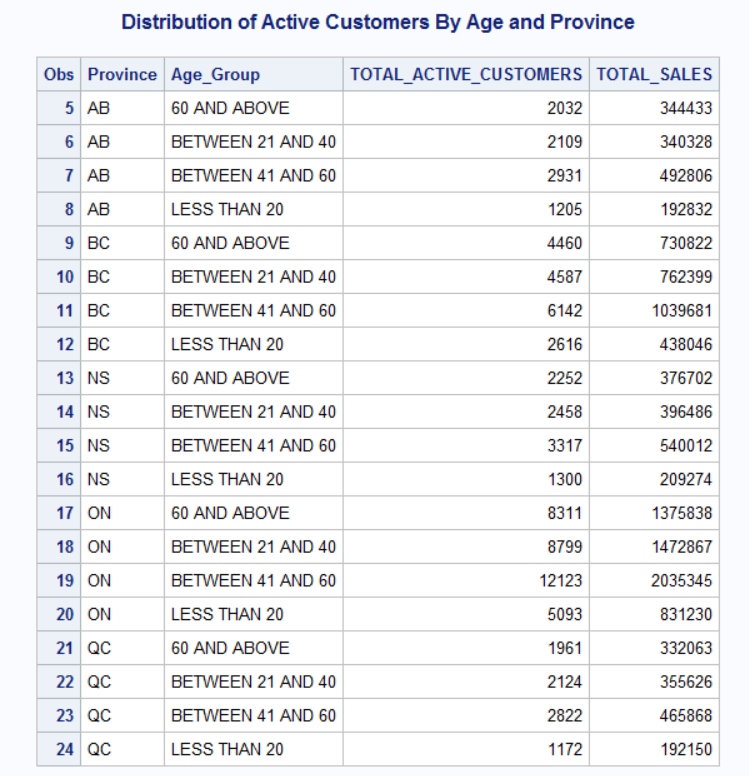 Distribution of Active Customers By Age and Province
Obs Province Age_Group TOTAL_ACTIVE_CUSTOMERS TOTAL_SALES
5 AB 60 AND ABOVE 2032 344433
6 AB BETWEEN 21 AND 40 2109 340328
7 AB BETWEEN 41 AND 60 2931 492806
8 AB LESS THAN 20 1205 192832
9 BC 60 AND ABOVE 4460 730822
10 BC BETWEEN 21 AND 40 4587 762399
11 BC BETWEEN 41 AND 60 6142 1039681
12 BC LESS THAN 20 2616 438046
13 NS 60 AND ABOVE 2252 376702
14 NS BETWEEN 21 AND 40 2458 396486
15 NS BETWEEN 41 AND 60 3317 540012
16 NS LESS THAN 20 1300 209274
17 ON 60 AND ABOVE 8311 1375838
18 ON BETWEEN 21 AND 40 8799 1472867
19 ON BETWEEN 41 AND 60 12123 2035345
20 ON LESS THAN 20 5093 831230
21 QC 60 AND ABOVE 1961 332063
22 QC BETWEEN 21 AND 40 2124 355626
23 QC BETWEEN 41 AND 60 2822 465868
24 QC LESS THAN 20 1172 192150